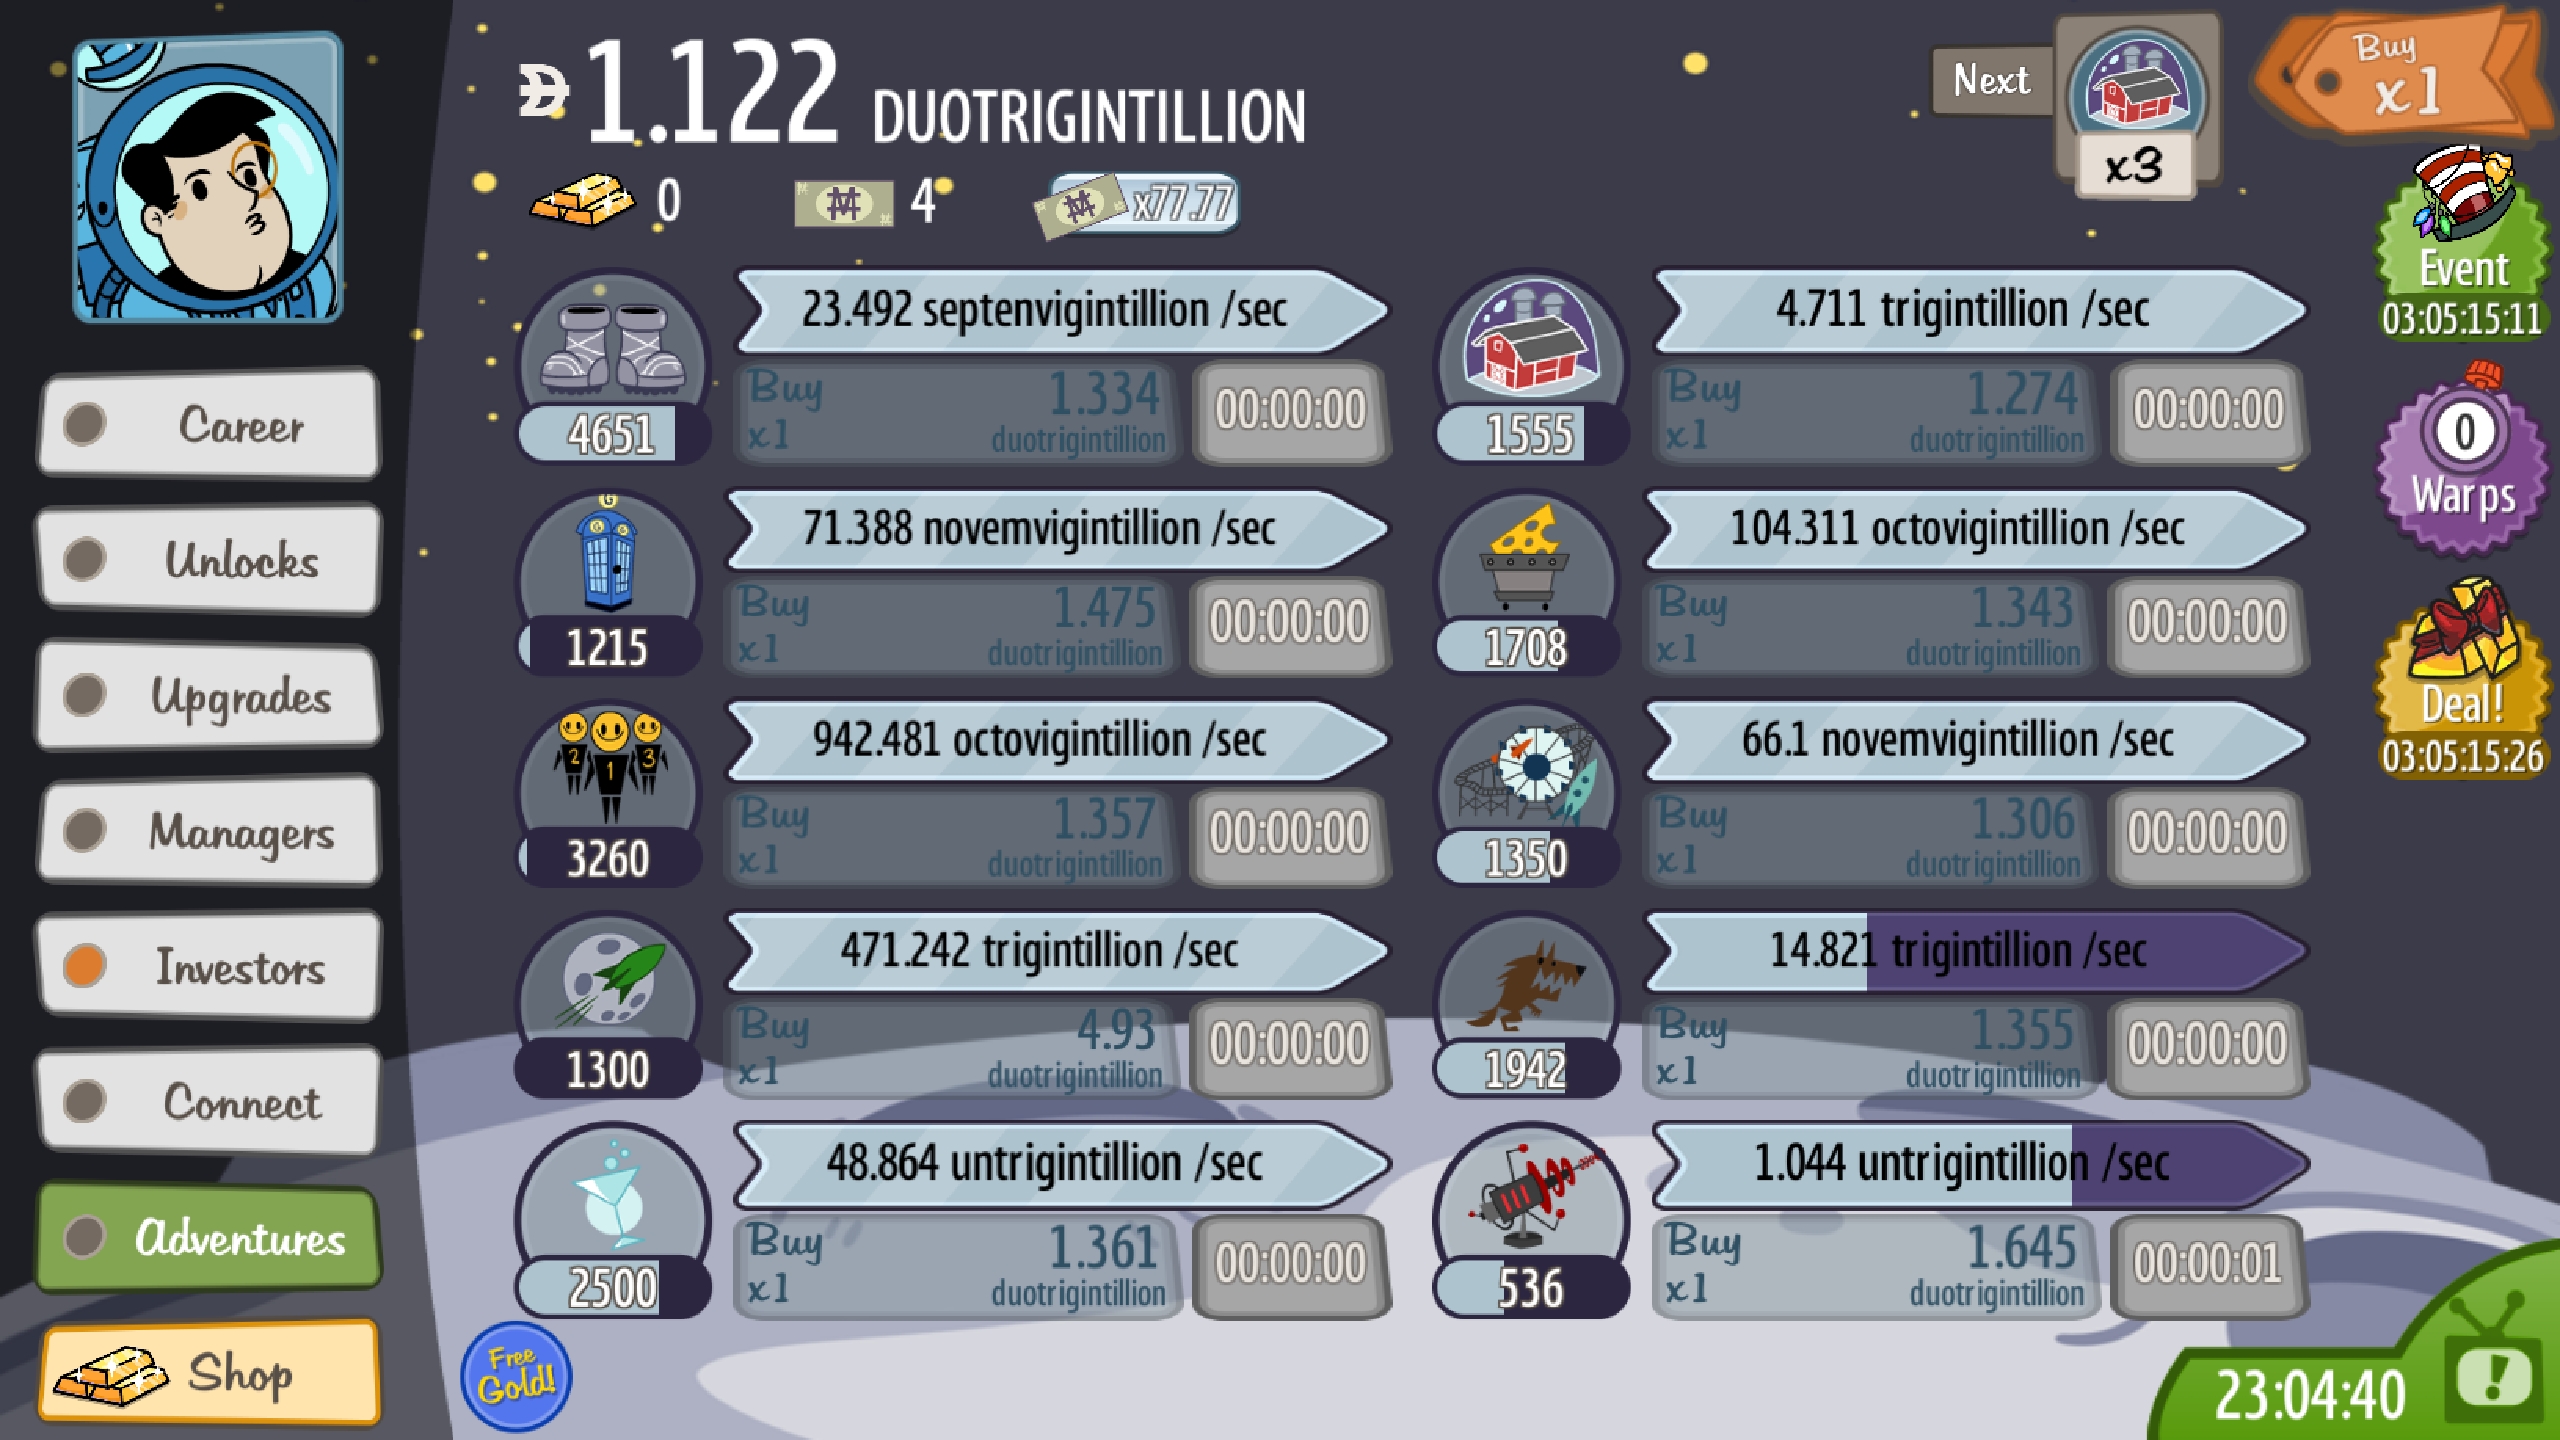 1.122 DUOTRIGINTILLION
Next
x3
Buy
x1
0
4
x77.77
Event
03:05:15:11
0
Warps
Deal!
03:05:15:26
Career
Unlocks
Upgrades
Managers
Investors
Connect
Adventures
Shop
23.492 septenvigintillion /sec
4651
Buy
x1
1.334
duotrigintillion
00:00:00
4.711 trigintillion /sec
1555
Buy
x1
1.274
duotrigintillion
00:00:00
G
71.388 novemvigintillion /sec
1215
Buy
x1
1.475
duotrigintillion
00:00:00
104.311 octovigintillion /sec
1708
Buy
x1
1.343
duotrigintillion
00:00:00
2 1 3
942.481 octovigintillion /sec
3260
Buy
x1
1.357
duotrigintillion
00:00:00
66.1 novemvigintillion /sec
1350
Buy
x1
1.306
duotrigintillion
00:00:00
471.242 trigintillion /sec
1300
Buy
x1
4.93
duotrigintillion
00:00:00
14.821 trigintillion /sec
1942
Buy
x1
1.355
duotrigintillion
00:00:00
48.864 untrigintillion /sec
2500
Buy
x1
1.361
duotrigintillion
00:00:00
1.044 untrigintillion /sec
536
Buy
x1
1.645
duotrigintillion
00:00:01
Free
Gold!
23:04:40
!